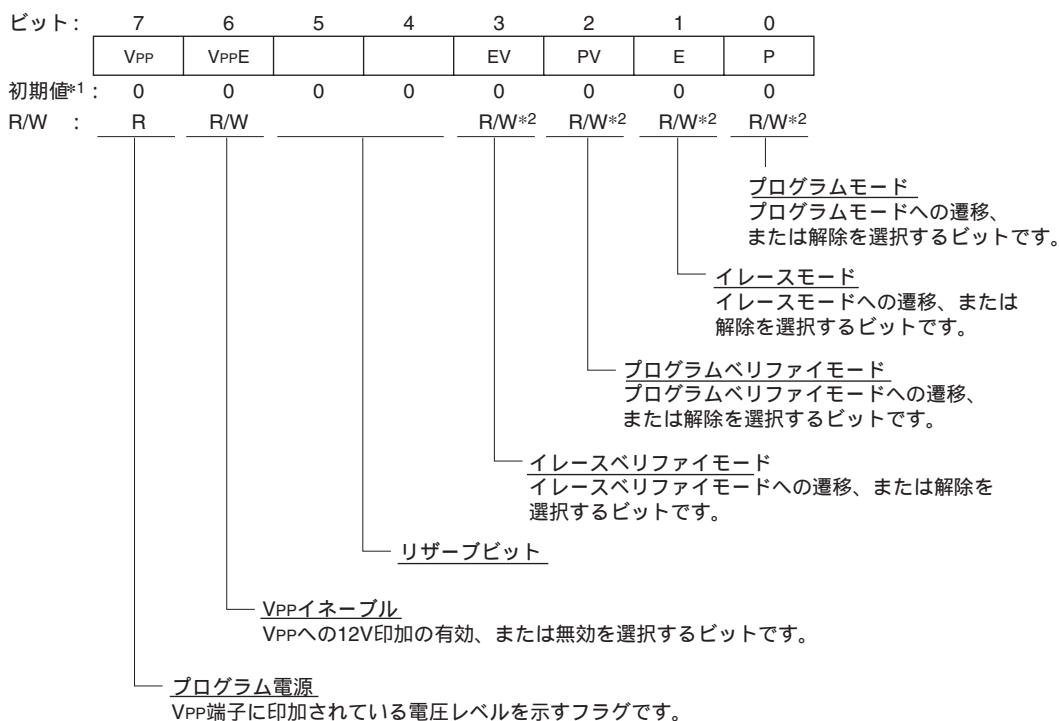 ビット： 7 6 5 4 3 2 1 0
VPP VPPE EV PV E P
初期値*1： 0 0 0 0 0 0 0 0
R/W ： R R/W R/W*2 R/W*2 R/W*2 R/W*2
プログラムモード
プログラムモードへの遷移、
または解除を選択するビットです。
イレースモード
イレースモードへの遷移、または
解除を選択するビットです。
プログラムベリファイモード
プログラムベリファイモードへの遷移、
または解除を選択するビットです。
イレースベリファイモード
イレースベリファイモードへの遷移、または解除を
選択するビットです。
リザーブビット
VPPイネーブル
VPPへの12V印加の有効、または無効を選択するビットです。
プログラム電源
VPP端子に印加されている電圧レベルを示すフラグです。